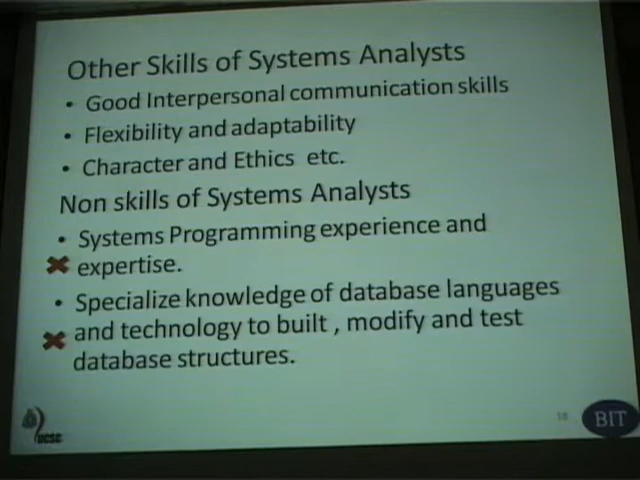 Other Skills of Systems Analysts
• Good Interpersonal communication skills
• Flexibility and adaptability
• Character and Ethics etc.
Non skills of Systems Analysts
• Systems Programming experience and
expertise.
• Specialize knowledge of database languages
and technology to built , modify and test
database structures.
UCSC
18
BIT